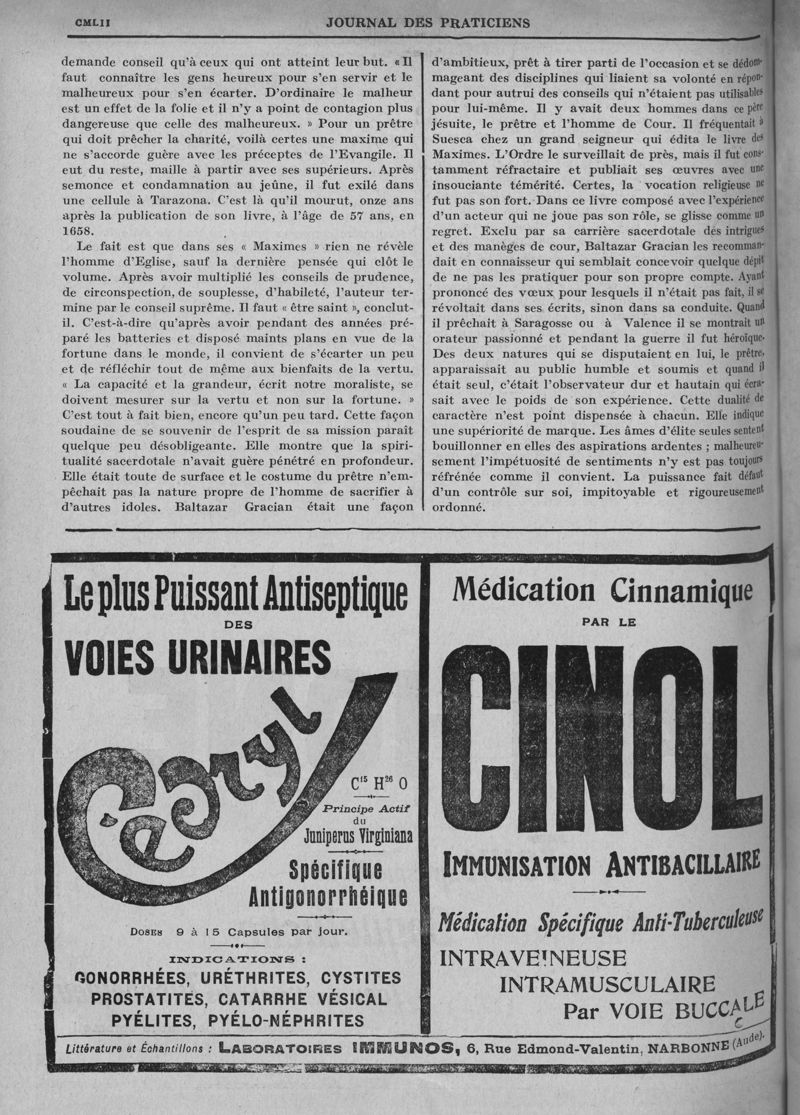 CMLII
JOURNAL DES PRATICIENS
demande conseil qu'à ceux qui ont atteint leur but. « Il
faut connaître les gens heureux pour s'en servir et le
malheureux pour s'en écarter. D'ordinaire le malheur
est un effet de la folie et il n'y a point de contagion plus
dangereuse que celle des malheureux. » Pour un prêtre
qui doit prêcher la charité, voilà certes une maxime qui
ne s'accorde guère avec les préceptes de l'Evangile. Il
eut du reste, maille à partir avec ses supérieurs. Après
semonce et condamnation au jeûne, il fut exilé dans
une cellule à Tarazona. C'est là qu'il mourut, onze ans
après la publication de son livre, à l'âge de 57 ans, en
1658.
Le fait est que dans ses « Maximes » rien ne révèle
l'homme d'Eglise, sauf la dernière pensée qui clôt le
volume. Après avoir multiplié les conseils de prudence,
de circonspection, de souplesse, d'habileté, l'auteur ter-
mine par le conseil suprême. Il faut « être saint », conclut-
il. C'est-à-dire qu'après avoir pendant des années pré-
paré les batteries et disposé maints plans en vue de la
fortune dans le monde, il convient de s'écarter un peu
et de réfléchir tout de même aux bienfaits de la vertu.
« La capacité et la grandeur, écrit notre moraliste, se
doivent mesurer sur la vertu et non sur la fortune. »
C'est tout à fait bien, encore qu'un peu tard. Cette façon
soudaine de se souvenir de l'esprit de sa mission paraît
quelque peu désobligeante. Elle montre que la spiri-
tualité sacerdotale n'avait guère pénétré en profondeur.
Elle était toute de surface et le costume du prêtre n'em-
pêchait pas la nature propre de l'homme de sacrifier à
d'autres idoles. Baltazar Gracian était une façon
d'ambitieux, prêt à tirer parti de l'occasion et se dédom-
mageant des disciplines qui liaient sa volonté en répon-
dant pour autrui des conseils qui n'étaient pas utilisables
pour lui-même. Il y avait deux hommes dans ce père
jésuite, le prêtre et l'homme de Cour. Il fréquentait à
Suesca chez un grand seigneur qui édita le livre des
Maximes. L'Ordre le surveillait de près, mais il fut cons-
tamment réfractaire et publiait ses œuvres avec une
insouciante témérité. Certes, la vocation religieuse ne
fut pas son fort. Dans ce livre composé avec l'expérience
d'un acteur qui ne joue pas son rôle, se glisse comme un
regret. Exclu par sa carrière sacerdotale des intrigues
et des manèges de cour, Baltazar Gracian les recomman-
dait en connaisseur qui semblait concevoir quelque dépit
de ne pas les pratiquer pour son propre compte. Ayant
prononcé des vœux pour lesquels il n'était pas fait, il se
révoltait dans ses écrits, sinon dans sa conduite. Quand
il prêchait à Saragosse ou à Valence il se montrait un
orateur passionné et pendant la guerre il fut héroïque.
Des deux natures qui se disputaient en lui, le prêtre,
apparaissait au public humble et soumis et quand il
était seul, c'était l'observateur dur et hautain qui écra-
sait avec le poids de son expérience. Cette dualité de
caractère n'est point dispensée à chacun. Elle indique
une supériorité de marque. Les âmes d'élite seules sentent
bouillonner en elles des aspirations ardentes ; malheureu-
sement l'impétuosité de sentiments n'y est pas toujours
réfrénée comme il convient. La puissance fait défaut
d'un contrôle sur soi, impitoyable et rigoureusement
ordonné.
Le plus Puissant Antiseptique
DES
VOIES URINAIRES
Cedryl
C¹⁵ H²⁶ O
Principe Actif
du
Juniperus Virginiana
Spécifique
Antigonorrhéique
DOSES 9 à 15 Capsules par jour.
INDICATIONS :
GONORRHÉES, URÉTHRITES, CYSTITES
PROSTATITES, CATARRHE VÉSICAL
PYÉLITES, PYÉLO-NÉPHRITES
Médication Cinnamique
PAR LE
CINOL
IMMUNISATION ANTIBACILLAIRE
Médication Spécifique Anti-Tuberculeuse
INTRAVEINEUSE
INTRAMUSCULAIRE
Par VOIE BUCCALE
Littérature et Échantillons : LABORATOIRES IMMUNOS, 6, Rue Edmond-Valentin, NARBONNE (Aude).